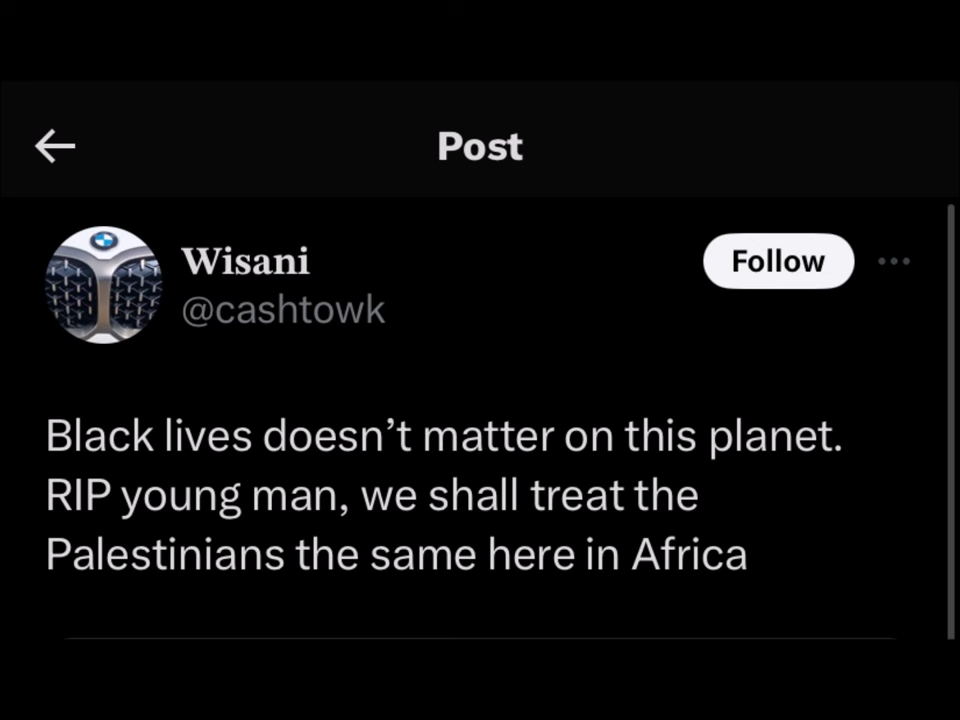 Post
Wisani
@cashtowk
Follow
Black lives doesn’t matter on this planet.
RIP young man, we shall treat the
Palestinians the same here in Africa